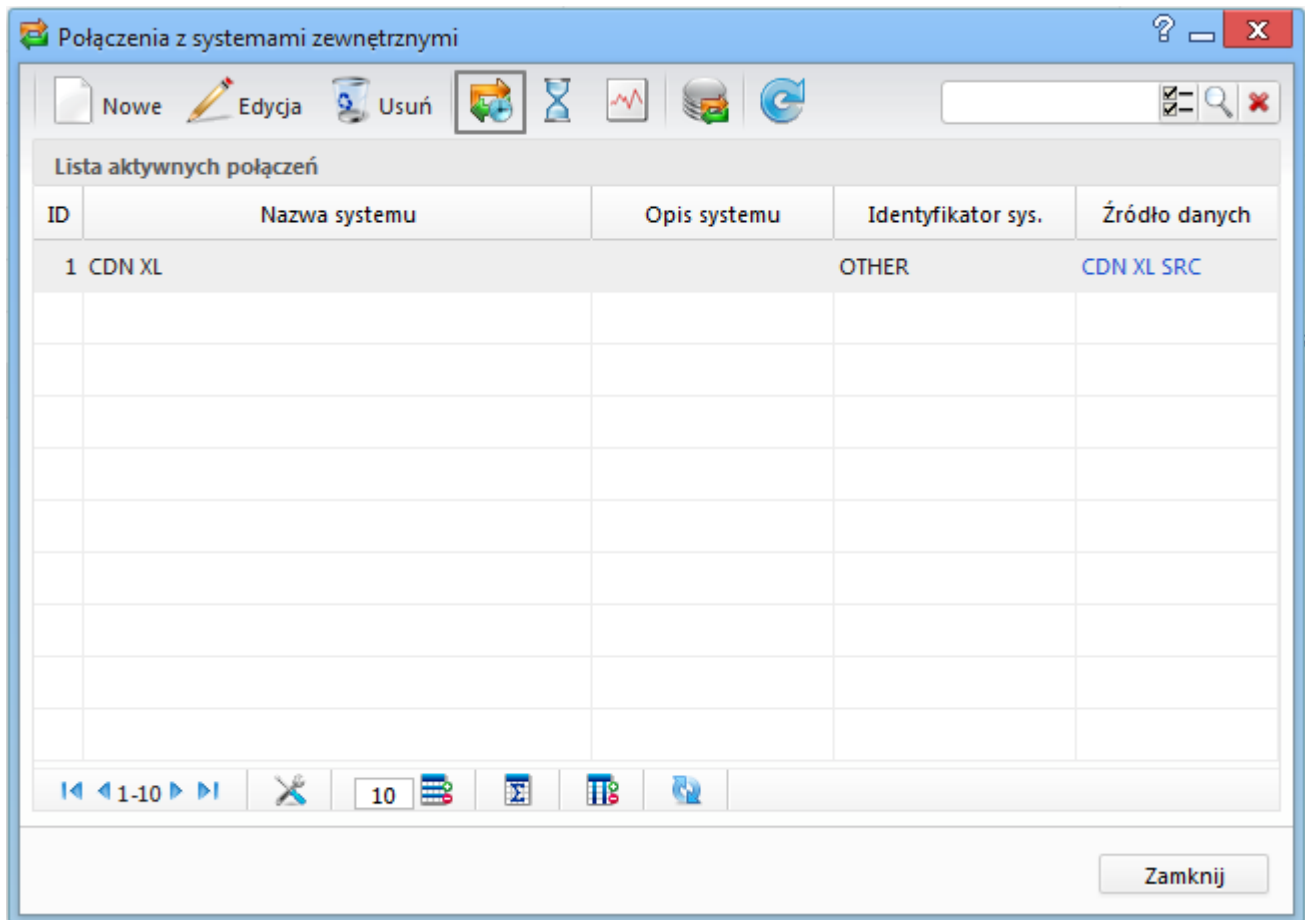 Połączenia z systemami zewnętrznymi
Nowe Edycja Usuń
Lista aktywnych połączeń
ID Nazwa systemu Opis systemu Identyfikator sys. Źródło danych
1 CDN XL OTHER CDN XL SRC
1-10 10
Zamknij